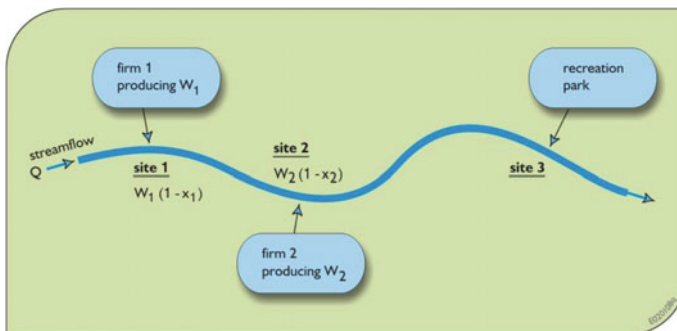 firm 1
producing W₁
recreation
park
streamflow
Q
site 1
W₁ (1 -x₁)
site 2
W₂ (1 -x₂)
site 3
firm 2
producing W₂